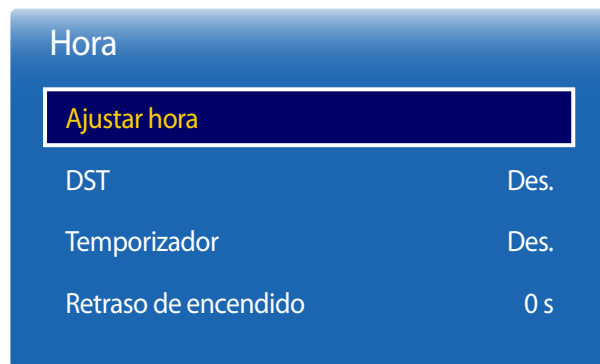 Hora
Ajustar hora
DST Des.
Temporizador Des.
Retraso de encendido 0 s